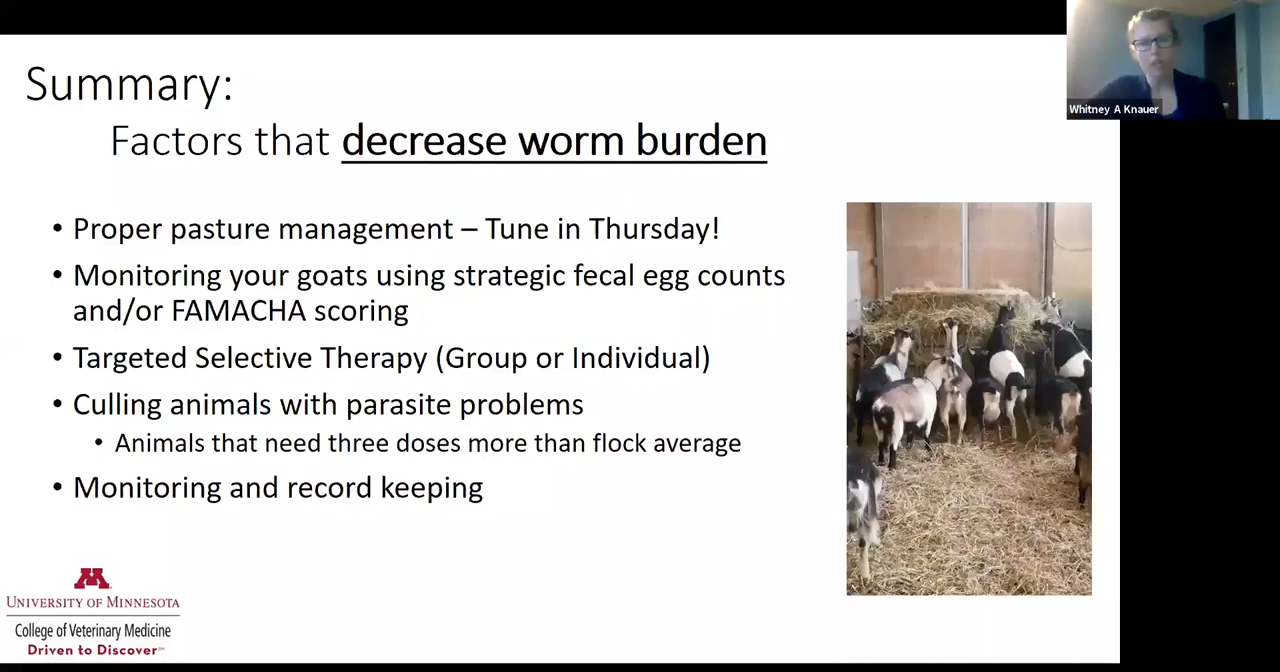 Summary:
Factors that decrease worm burden
• Proper pasture management – Tune in Thursday!
• Monitoring your goats using strategic fecal egg counts
and/or FAMACHA scoring
• Targeted Selective Therapy (Group or Individual)
• Culling animals with parasite problems
• Animals that need three doses more than flock average
• Monitoring and record keeping
Whitney A Knauer
M
UNIVERSITY OF MINNESOTA
College of Veterinary Medicine
Driven to Discover℠